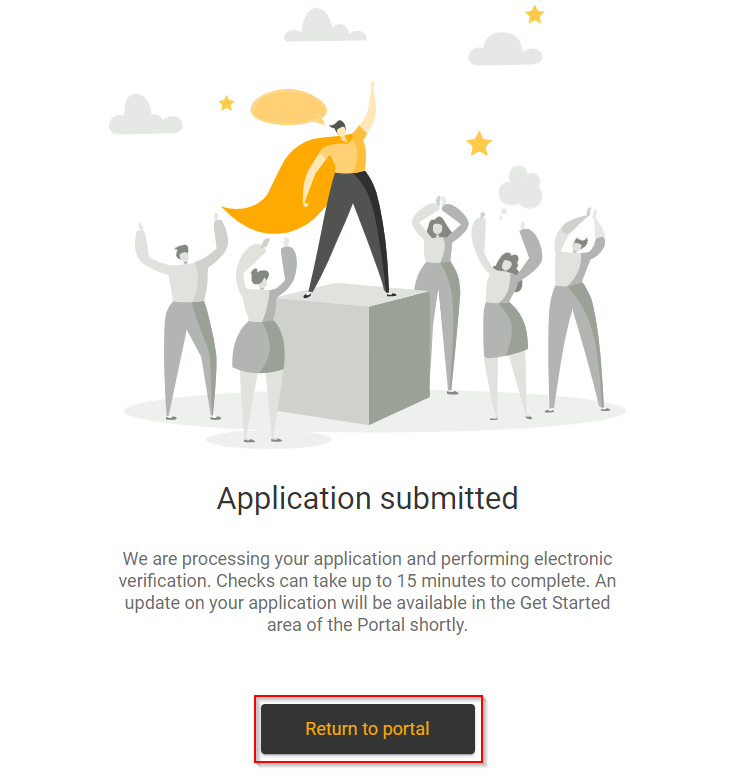 Application submitted
We are processing your application and performing electronic
verification. Checks can take up to 15 minutes to complete. An
update on your application will be available in the Get Started
area of the Portal shortly.
Return to portal